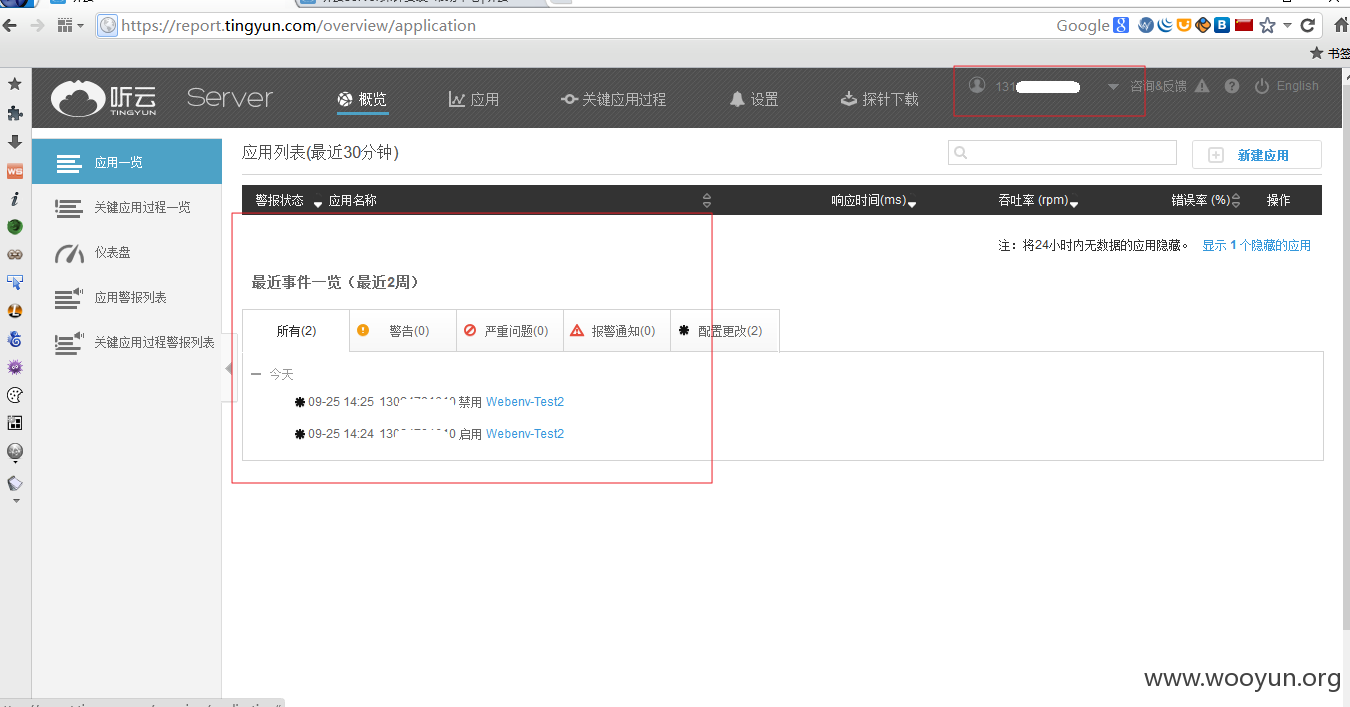 https://report.tingyun.com/overview/application
Google
书签
听云
TINGYUN
Server
概览
应用
关键应用过程
设置
探针下载
131
咨询&反馈
English
应用一览
关键应用过程一览
仪表盘
应用警报列表
关键应用过程警报列表
应用列表(最近30分钟)
新建应用
警报状态 应用名称 响应时间(ms) 吞吐率 (rpm) 错误率 (%) 操作
注：将24小时内无数据的应用隐藏。 显示 1 个隐藏的应用
最近事件一览（最近2周）
所有(2) 警告(0) 严重问题(0) 报警通知(0) 配置更改(2)
今天
09-25 14:25 禁用 Webenv-Test2
09-25 14:24 启用 Webenv-Test2
www.wooyun.org